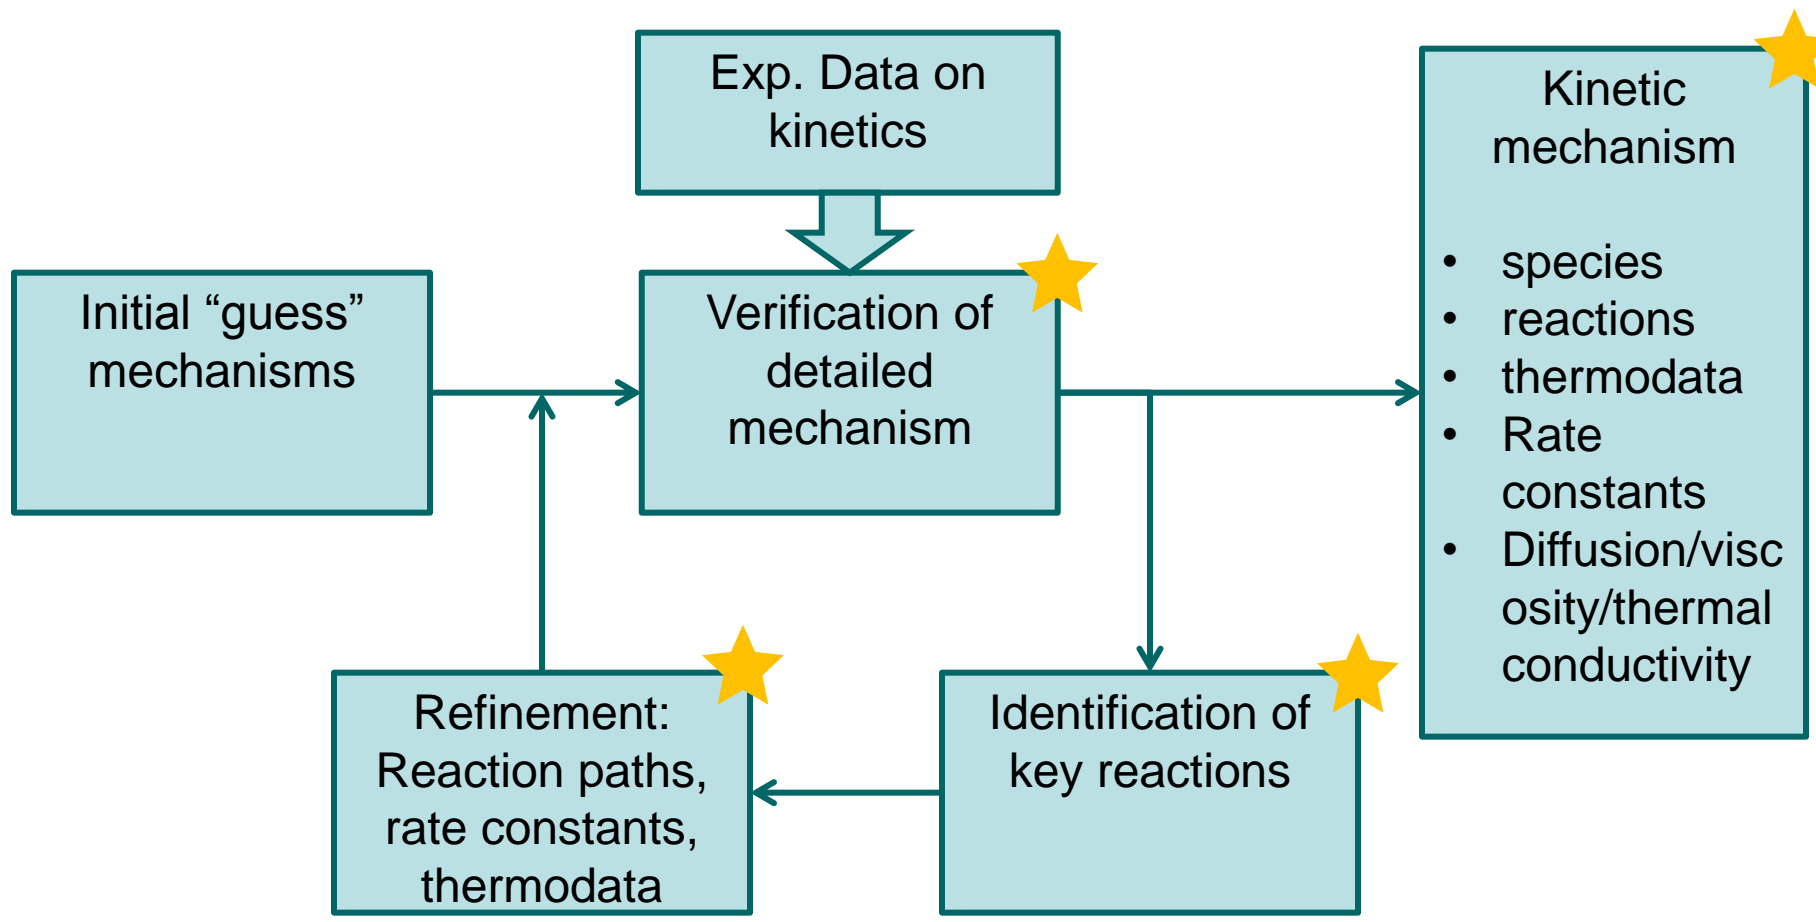 Exp. Data on
kinetics
Initial “guess”
mechanisms
Verification of
detailed
mechanism
Kinetic
mechanism
• species
• reactions
• thermodata
• Rate
constants
• Diffusion/visc
osity/thermal
conductivity
Refinement:
Reaction paths,
rate constants,
thermodata
Identification of
key reactions